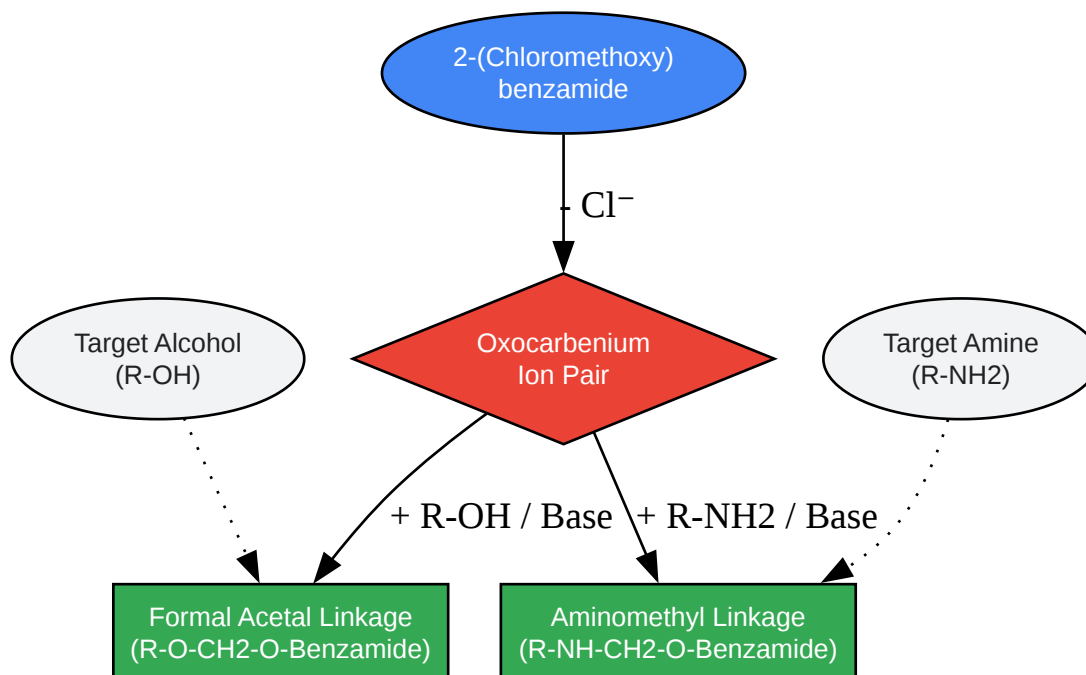 2-(Chloromethoxy)
benzamide
- Cl⁻
Target Alcohol
(R-OH)
Oxocarbenium
Ion Pair
Target Amine
(R-NH2)
+ R-OH / Base
+ R-NH2 / Base
Formal Acetal Linkage
(R-O-CH2-O-Benzamide)
Aminomethyl Linkage
(R-NH-CH2-O-Benzamide)